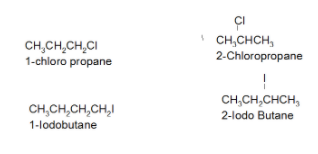 Cl
CH₃CH₂CH₂Cl
CH₃CHCH₃
1-chloro propane
2-Chloropropane
I
CH₃CH₂CHCH₃
CH₃CH₂CH₂CH₂I
2-Iodo Butane
1-Iodobutane